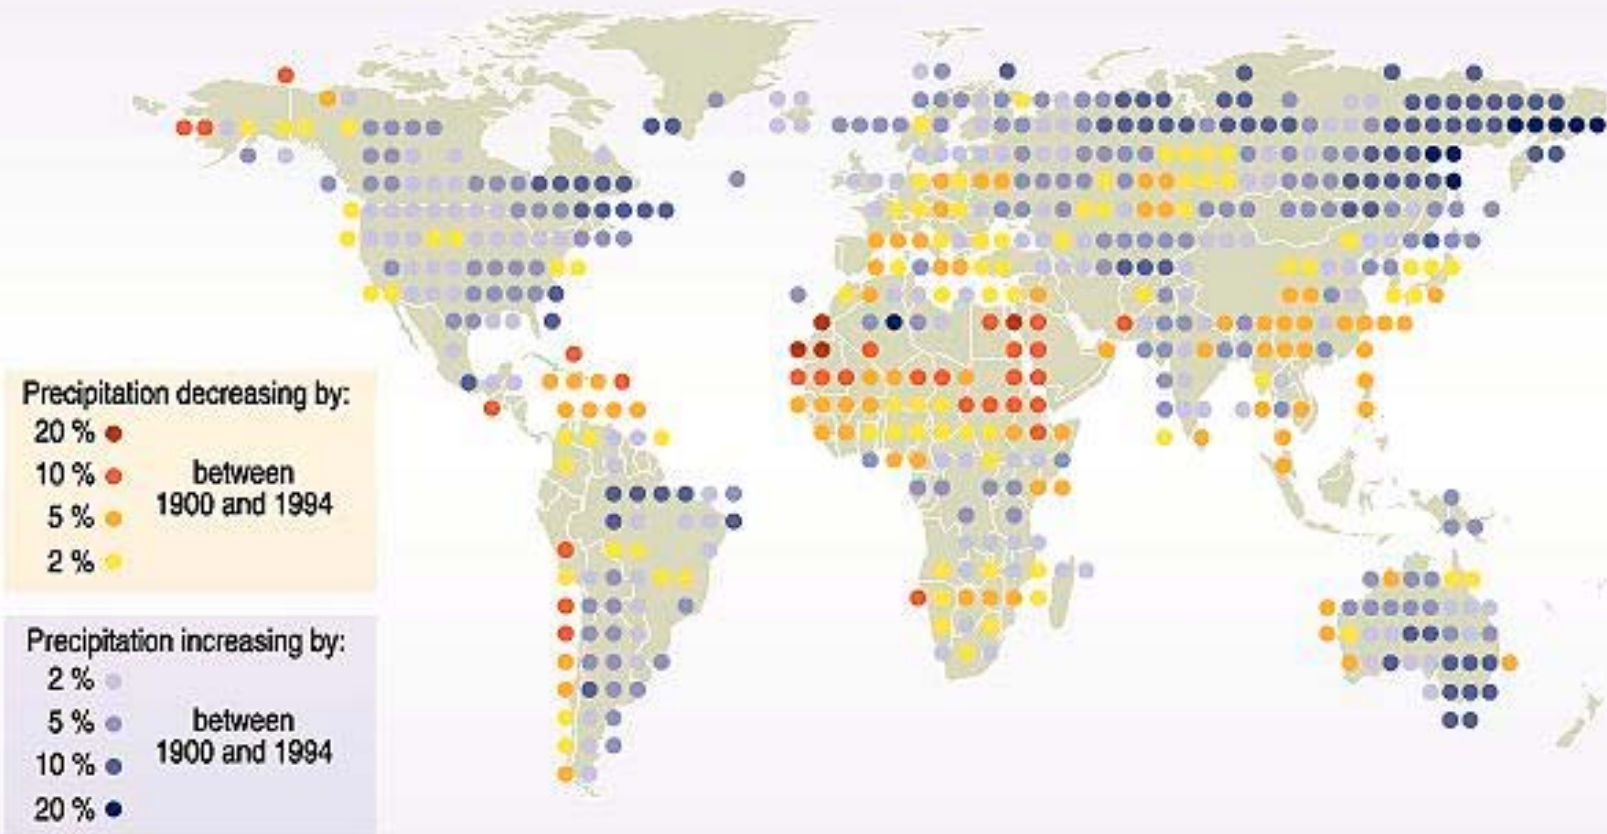 Precipitation decreasing by:
20 %
10 %
5 %
2 %
between
1900 and 1994
Precipitation increasing by:
2 %
5 %
10 %
20 %
between
1900 and 1994